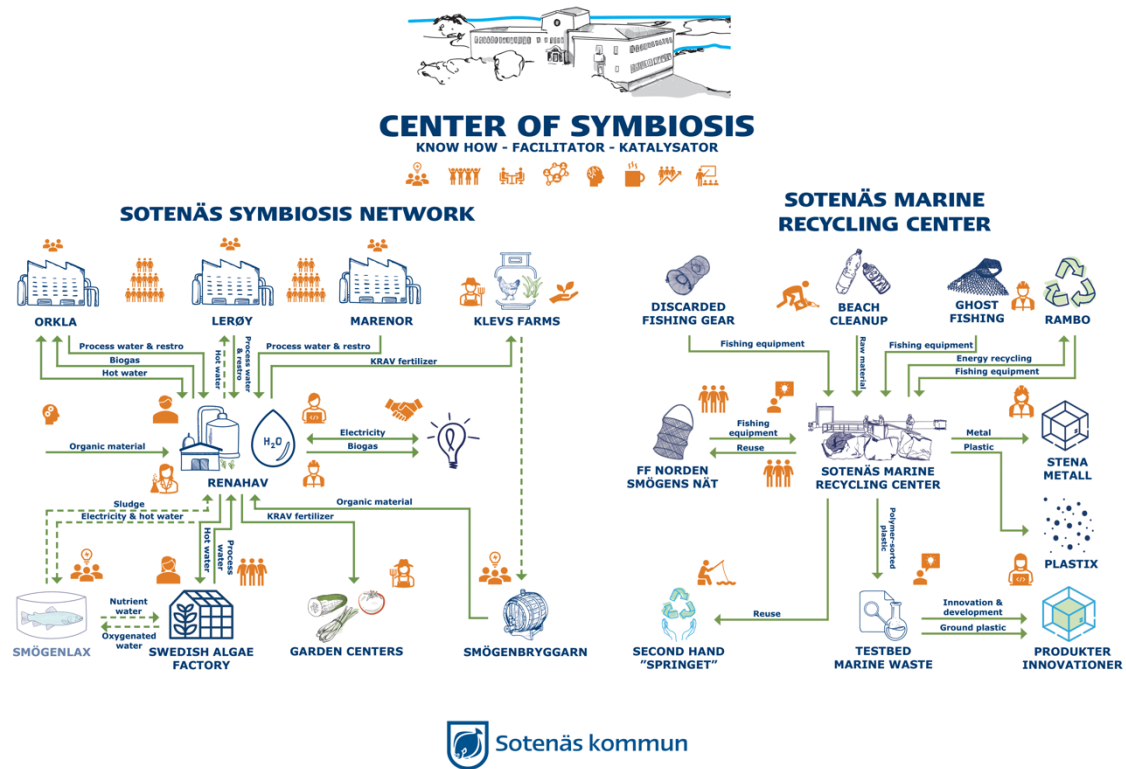 CENTER OF SYMBIOSIS
KNOW HOW - FACILITATOR - KATALYSATOR
SOTENÄS SYMBIOSIS NETWORK
SOTENÄS MARINE
RECYCLING CENTER
ORKLA
LERØY
MARENOR
KLEVS FARMS
DISCARDED
FISHING GEAR
BEACH
CLEANUP
GHOST
FISHING
RAMBO
Process water & restro
Biogas
Hot water
Hot water
Process water
& restro
Process water & restro
KRAV fertilizer
Fishing equipment
Raw material
Fishing equipment
Energy recycling
Fishing equipment
Organic material
H₂O
RENAHAV
Electricity
Biogas
Fishing
equipment
Reuse
FF NORDEN
SMÖGENS NÄT
SOTENÄS MARINE
RECYCLING CENTER
Metal
Plastic
STENA
METALL
Sludge
Electricity & hot water
Hot water
Process
water
KRAV fertilizer
Organic material
Polymer-sorted
plastic
PLASTIX
Nutrient
water
Oxygenated
water
SMÖGENLAX
SWEDISH ALGAE
FACTORY
GARDEN CENTERS
SMÖGENBRYGGARN
Reuse
SECOND HAND
"SPRINGET"
TESTBED
MARINE WASTE
Innovation &
development
Ground plastic
PRODUKTER
INNOVATIONER
Sotenäs kommun